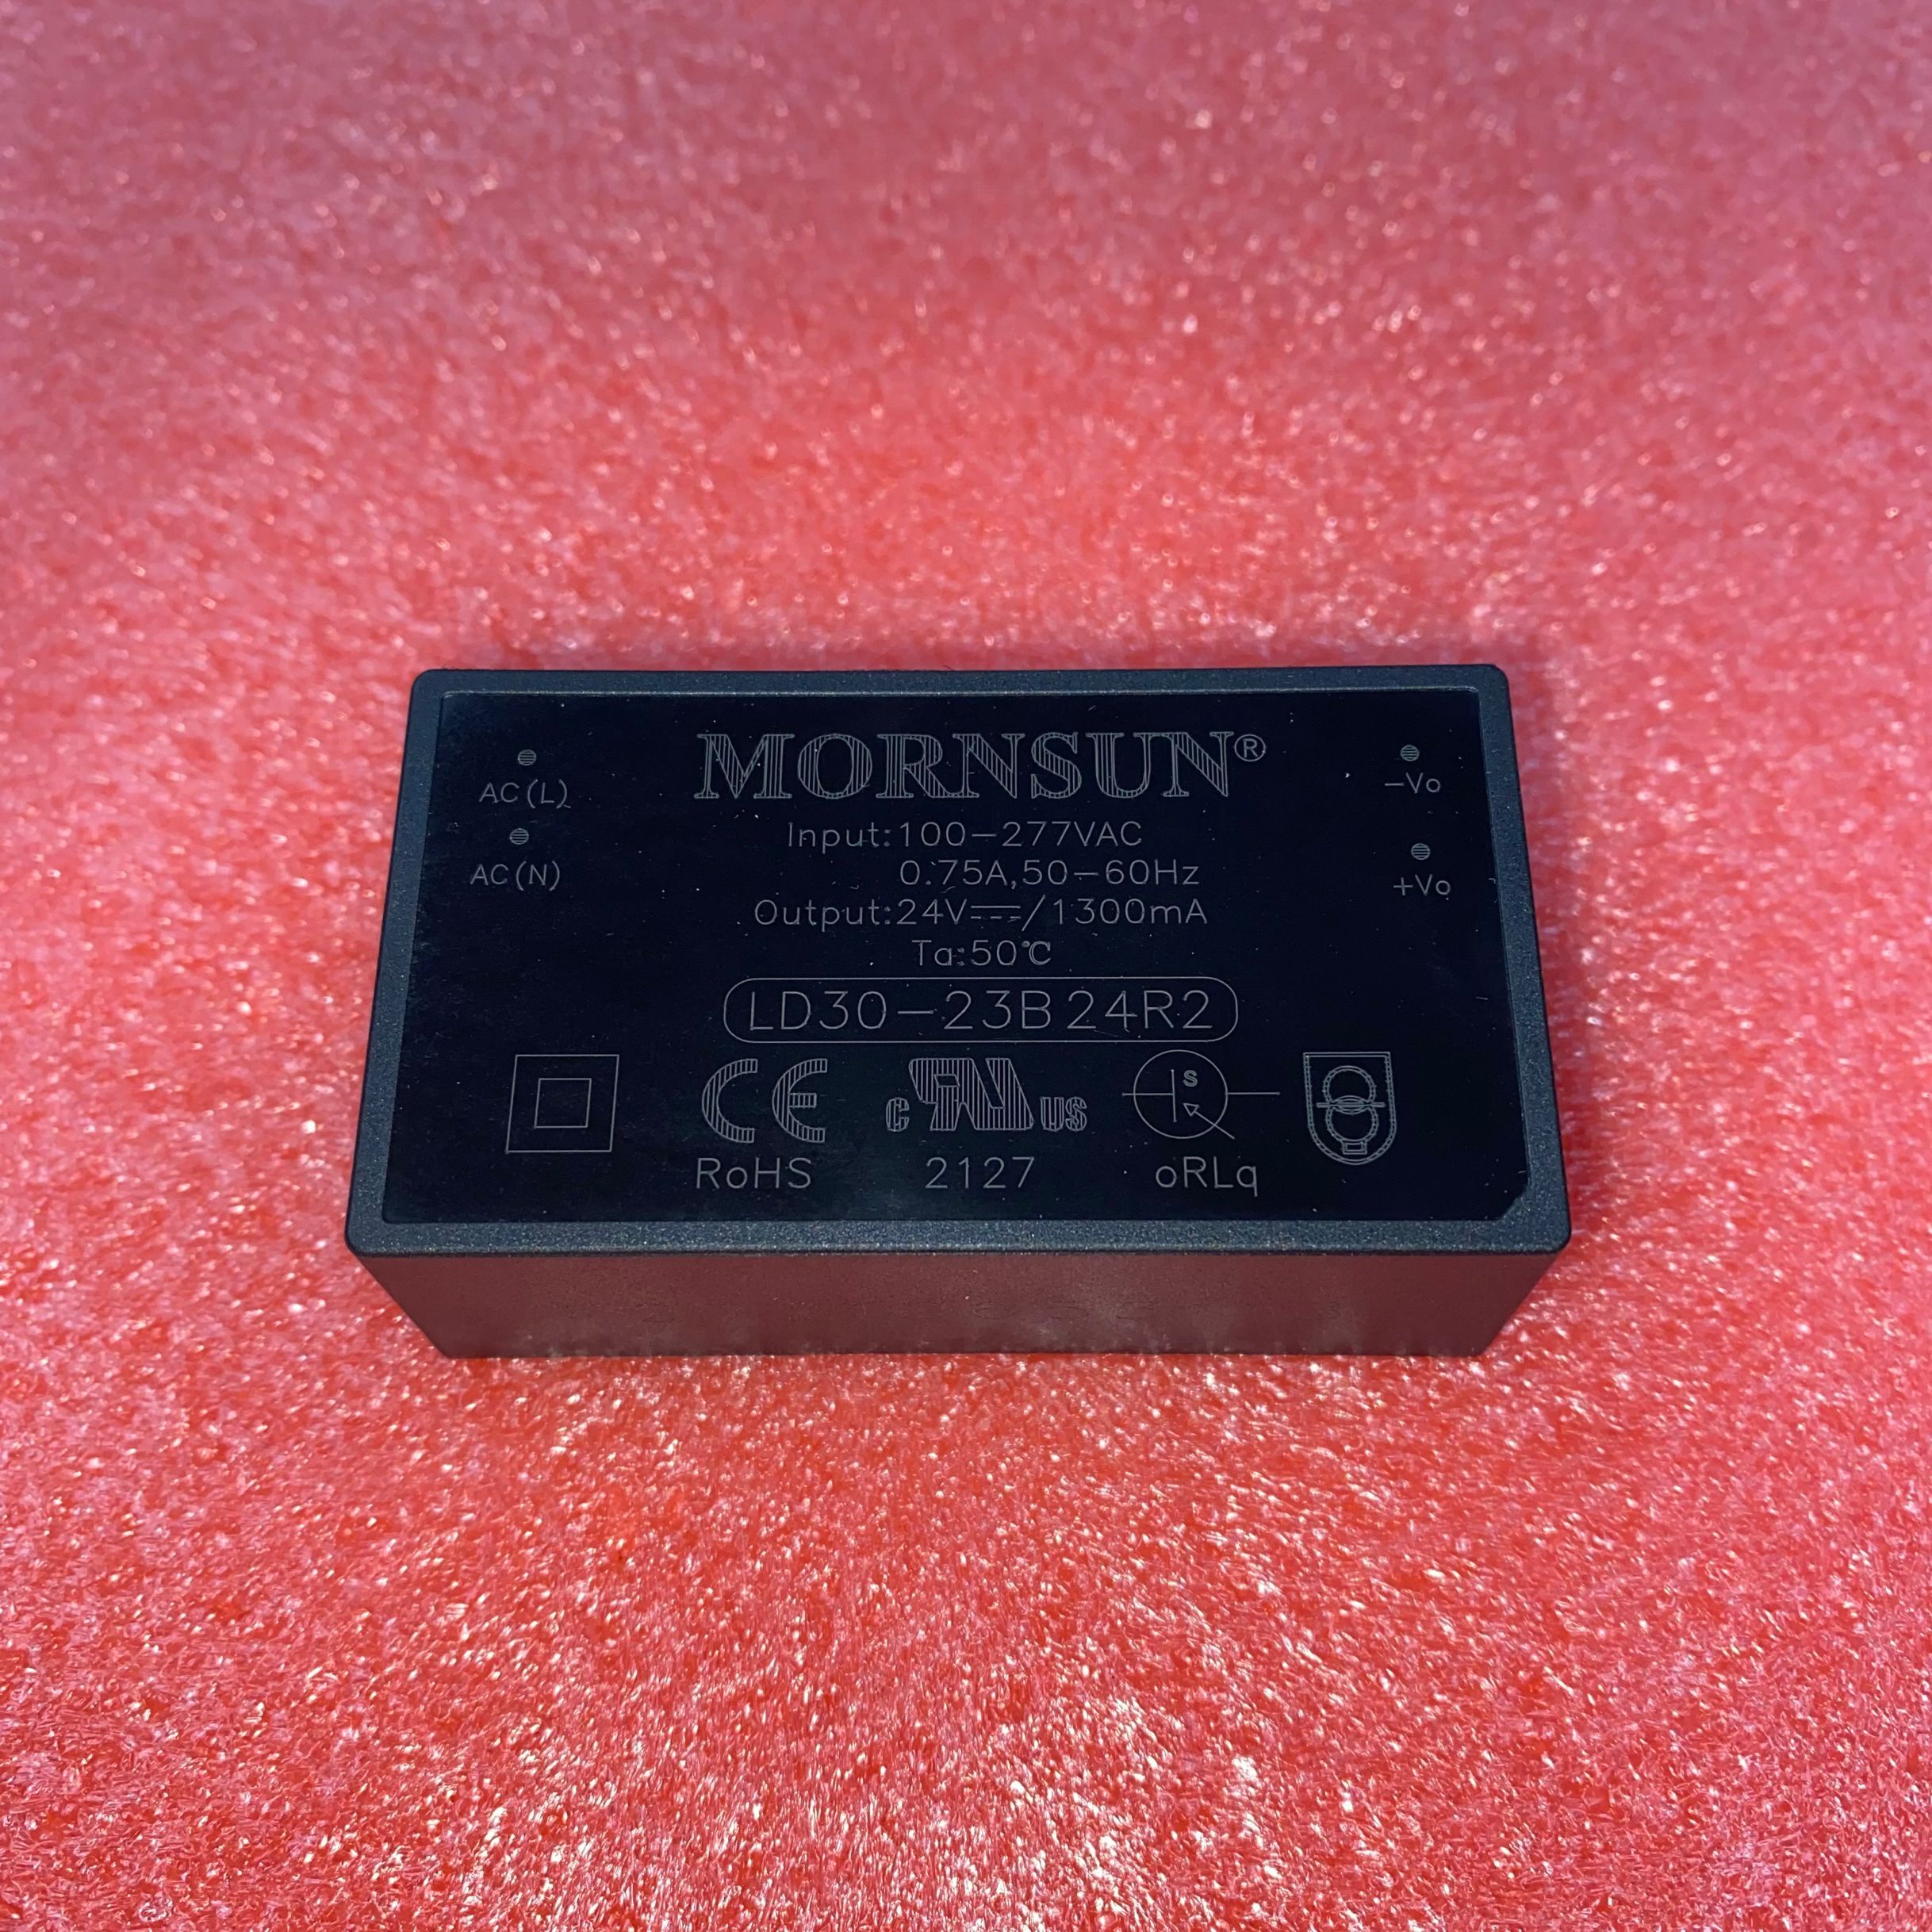 MORNSUN®
AC(L)
AC(N)
-Vo
+Vo
Input:100-277VAC
0.75A,50-60Hz
Output:24V⎓/1300mA
Ta:50℃
LD30-23B24R2
CE
c RU us
S
RoHS
2127
oRLq